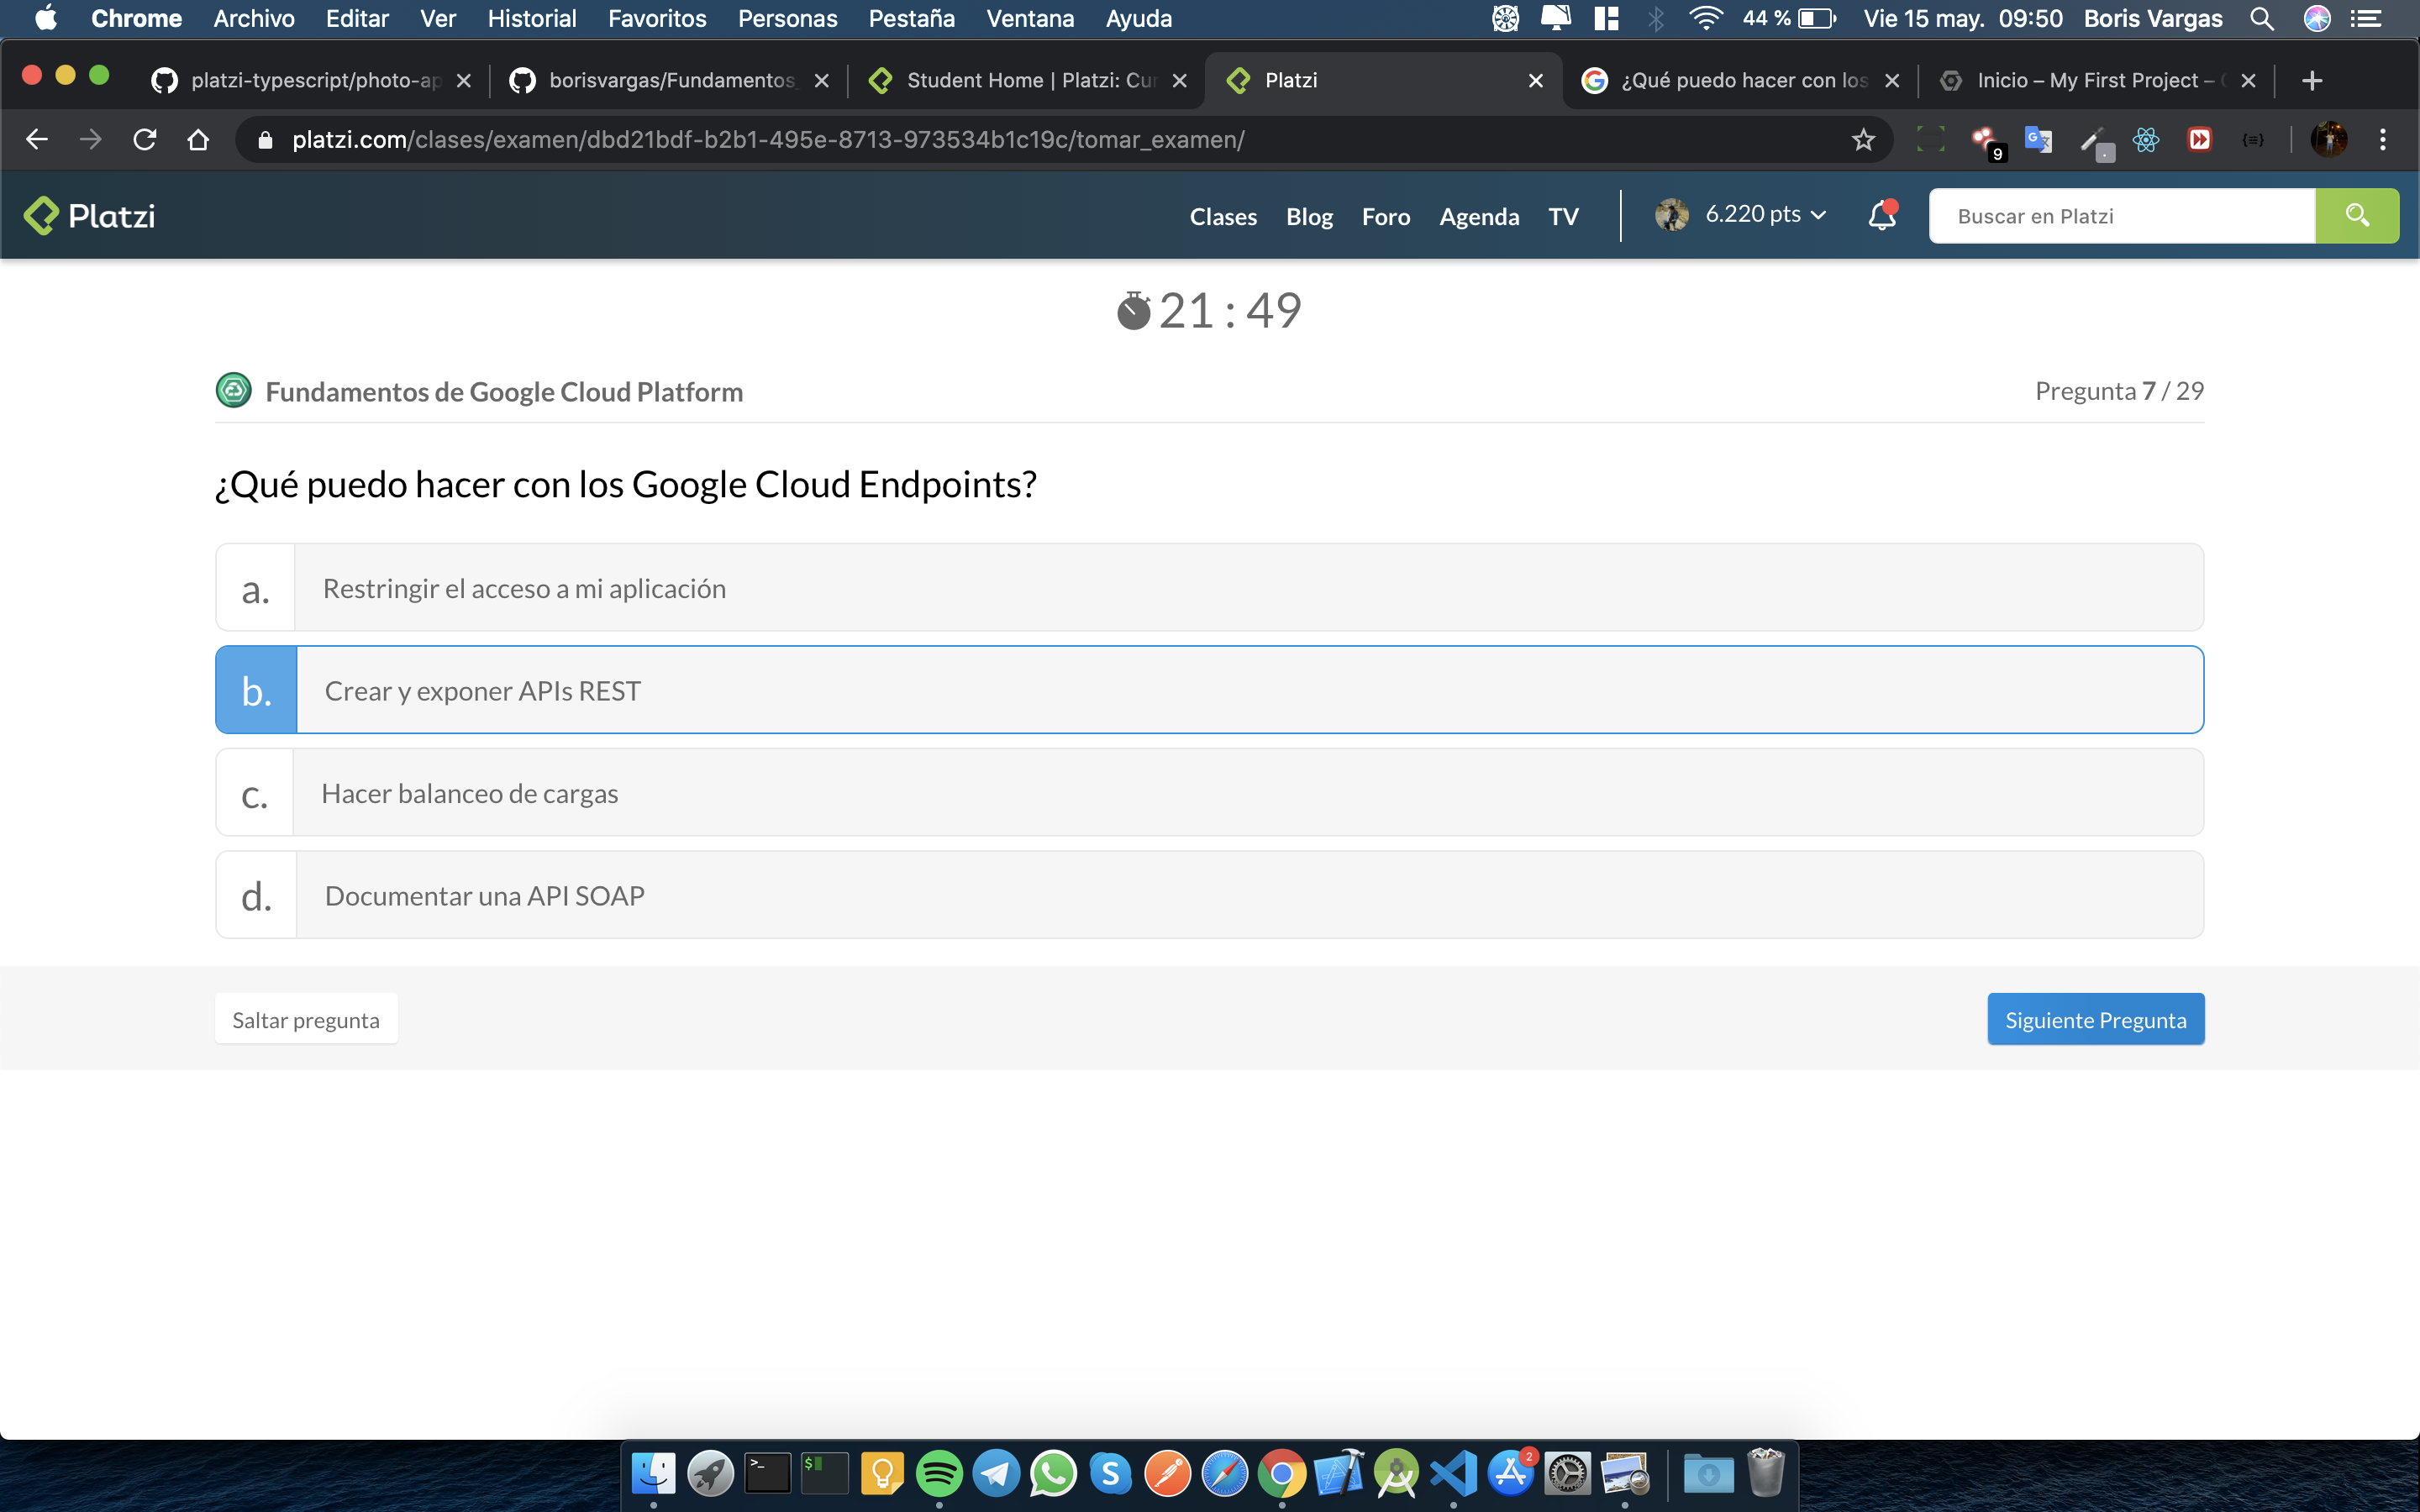 Chrome Archivo Editar Ver Historial Favoritos Personas Pestaña Ventana Ayuda 44 % Vie 15 may. 09:50 Boris Vargas
platzi-typescript/photo-ap borisvargas/Fundamentos_ Student Home | Platzi: Cur Platzi ¿Qué puedo hacer con los Inicio – My First Project –
platzi.com/clases/examen/dbd21bdf-b2b1-495e-8713-973534b1c19c/tomar_examen/ 9
Platzi Clases Blog Foro Agenda TV 6.220 pts Buscar en Platzi
21 : 49
Fundamentos de Google Cloud Platform Pregunta 7 / 29
¿Qué puedo hacer con los Google Cloud Endpoints?
a. Restringir el acceso a mi aplicación
b. Crear y exponer APIs REST
c. Hacer balanceo de cargas
d. Documentar una API SOAP
Saltar pregunta Siguiente Pregunta
2